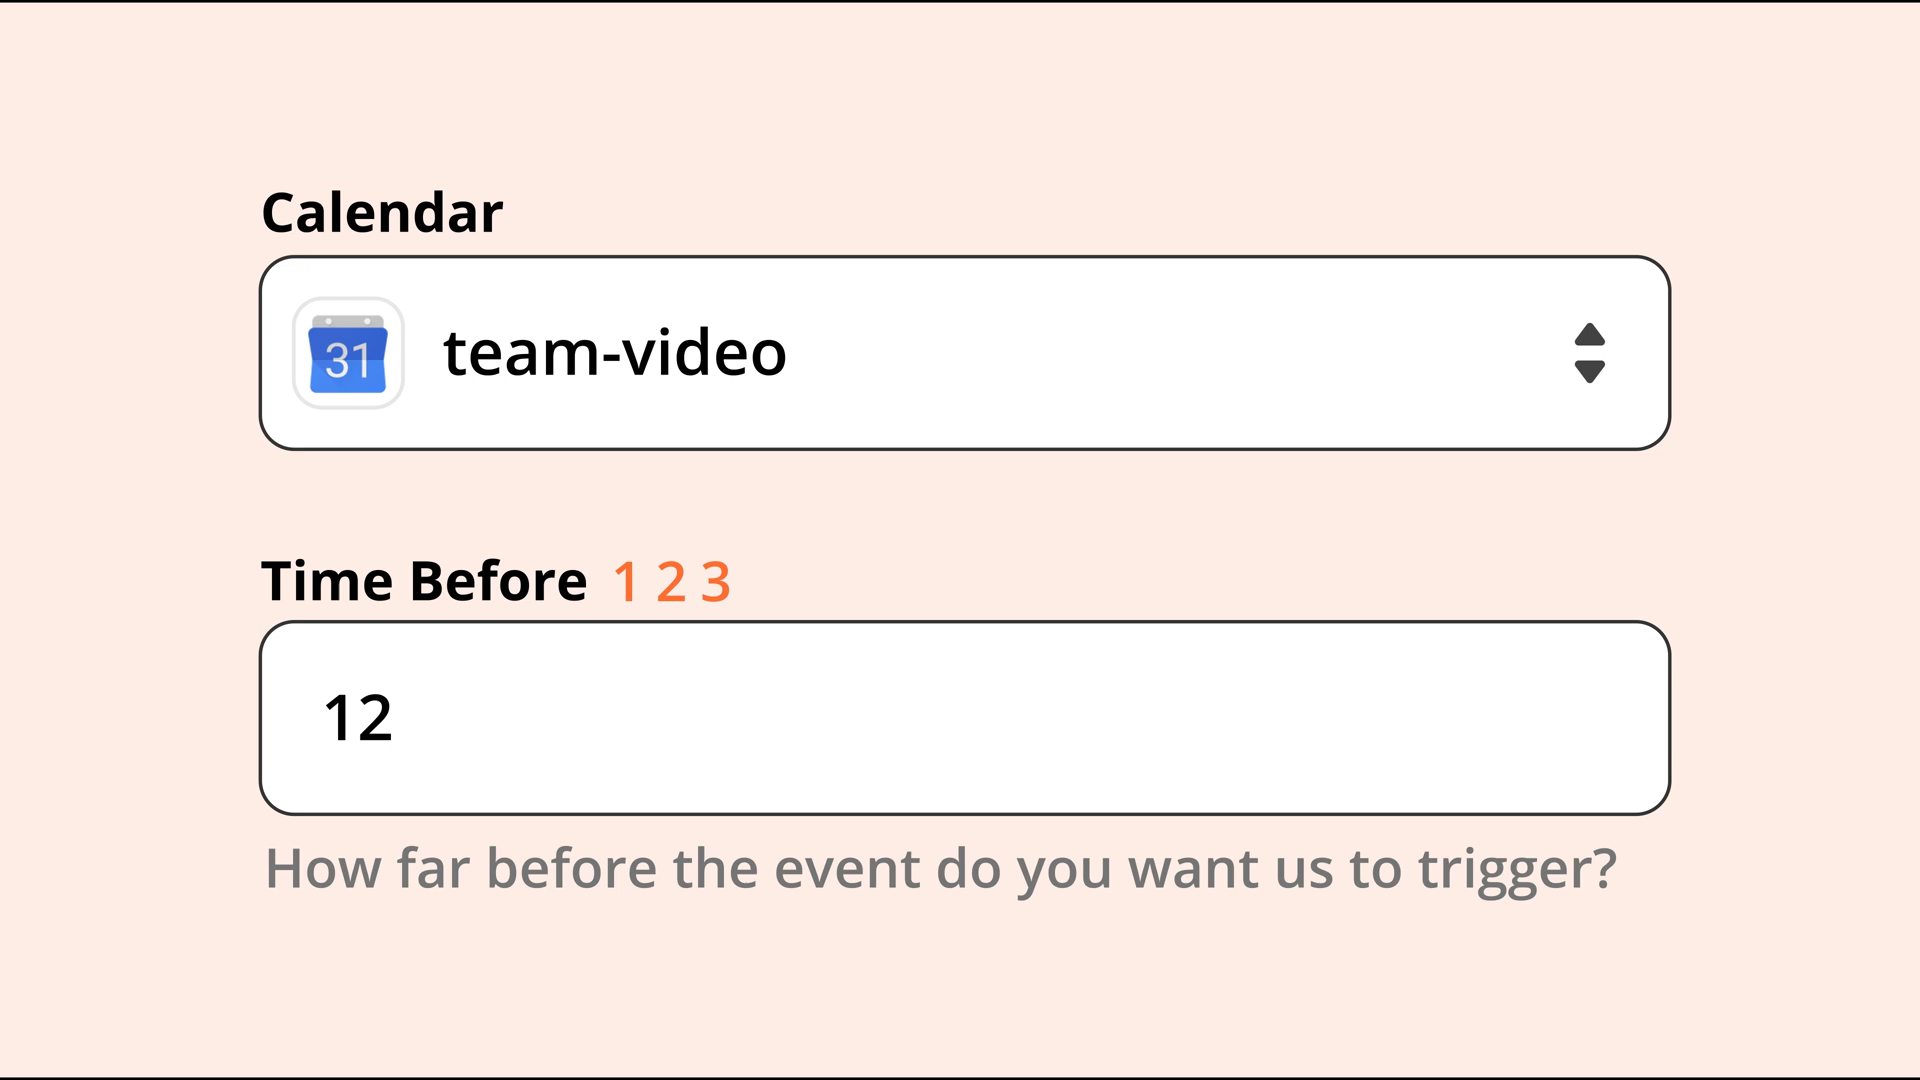 Calendar
31 team-video
Time Before 1 2 3
12
How far before the event do you want us to trigger?